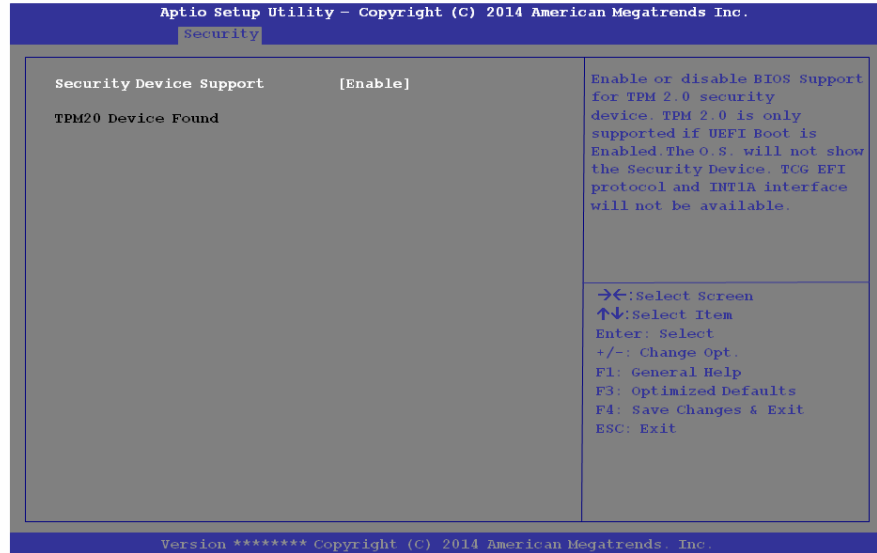 Aptio Setup Utility – Copyright (C) 2014 American Megatrends Inc.
Security
Security Device Support [Enable]
TPM20 Device Found
Enable or disable BIOS Support
for TPM 2.0 security
device. TPM 2.0 is only
supported if UEFI Boot is
Enabled.The O.S. will not show
the Security Device. TCG EFI
protocol and INT1A interface
will not be available.
→←:Select Screen
↑↓:Select Item
Enter: Select
+/-: Change Opt.
F1: General Help
F3: Optimized Defaults
F4: Save Changes & Exit
ESC: Exit
Version ******** Copyright (C) 2014 American Megatrends. Inc.